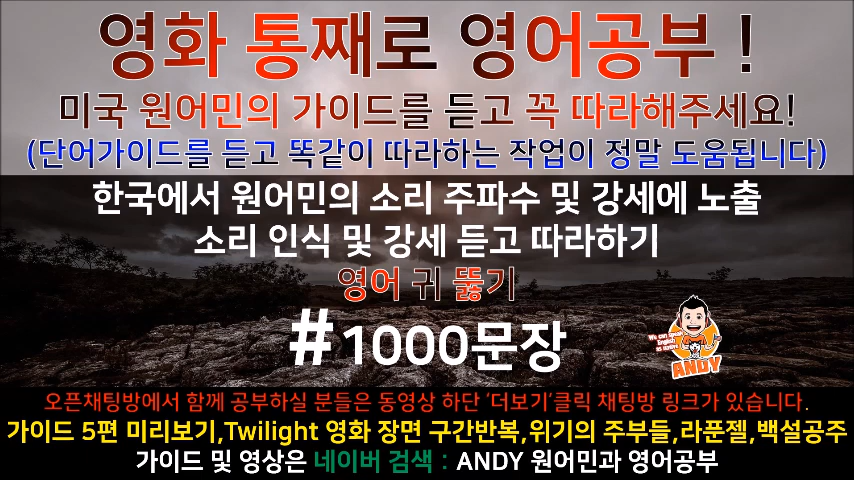 영화 통째로 영어공부 !
미국 원어민의 가이드를 듣고 꼭 따라해주세요!
(단어가이드를 듣고 똑같이 따라하는 작업이 정말 도움됩니다)
한국에서 원어민의 소리 주파수 및 강세에 노출
소리 인식 및 강세 듣고 따라하기
영어 귀 뚫기
#1000문장
We can speak
English
as native
ANDY
오픈채팅방에서 함께 공부하실 분들은 동영상 하단 '더보기'클릭 채팅방 링크가 있습니다.
가이드 5편 미리보기,Twilight 영화 장면 구간반복,위기의 주부들,라푼젤,백설공주
가이드 및 영상은 네이버 검색 : ANDY 원어민과 영어공부